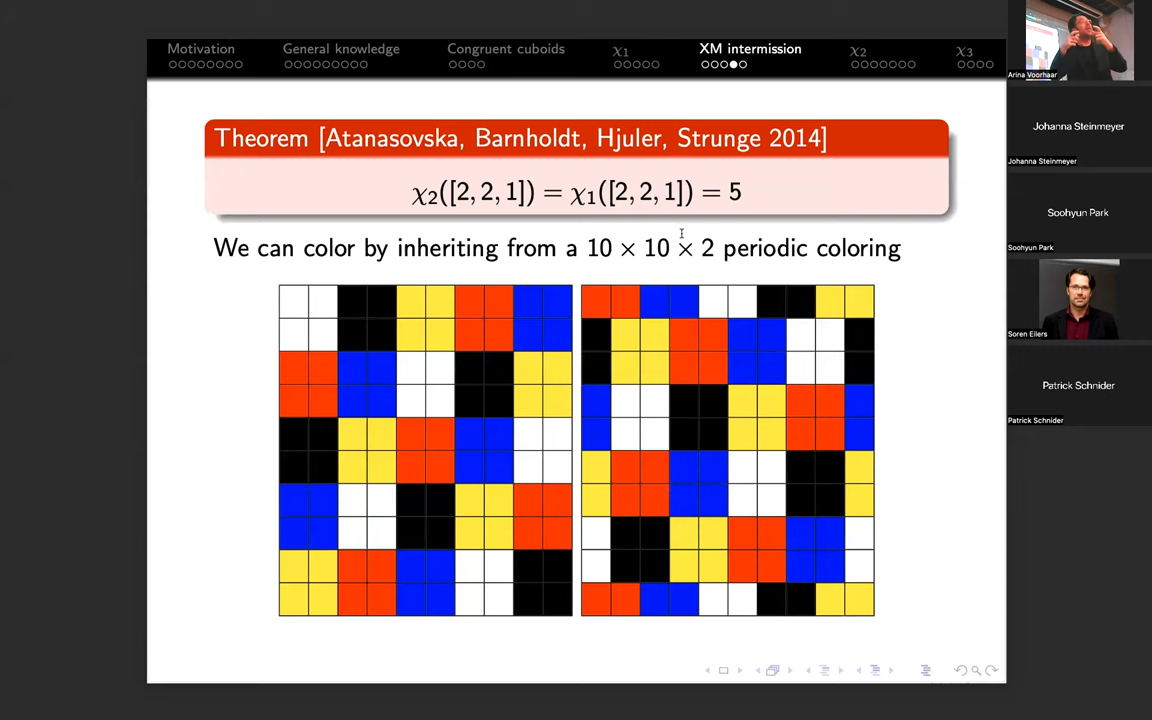 Motivation General knowledge Congruent cuboids χ1 XM intermission χ2 χ3
Theorem [Atanasovska, Barnholdt, Hjuler, Strunge 2014]
χ2([2, 2, 1]) = χ1([2, 2, 1]) = 5
We can color by inheriting from a 10 × 10 × 2 periodic coloring
Arina Voorhaar
Johanna Steinmeyer
Johanna Steinmeyer
Soohyun Park
Soohyun Park
Soren Eilers
Patrick Schnider
Patrick Schnider